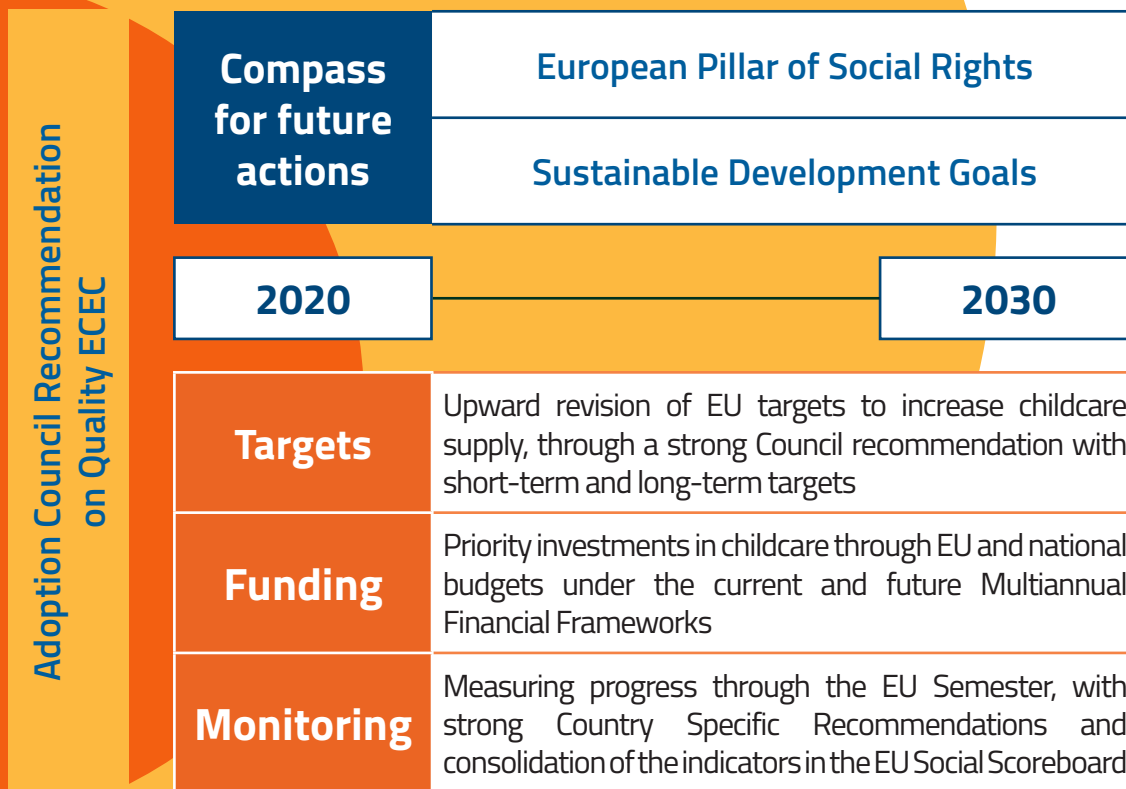 Adoption Council Recommendation
on Quality ECEC
Compass
for future
actions
European Pillar of Social Rights
Sustainable Development Goals
2020
2030
Targets
Upward revision of EU targets to increase childcare
supply, through a strong Council recommendation with
short-term and long-term targets
Funding
Priority investments in childcare through EU and national
budgets under the current and future Multiannual
Financial Frameworks
Monitoring
Measuring progress through the EU Semester, with
strong Country Specific Recommendations and
consolidation of the indicators in the EU Social Scoreboard